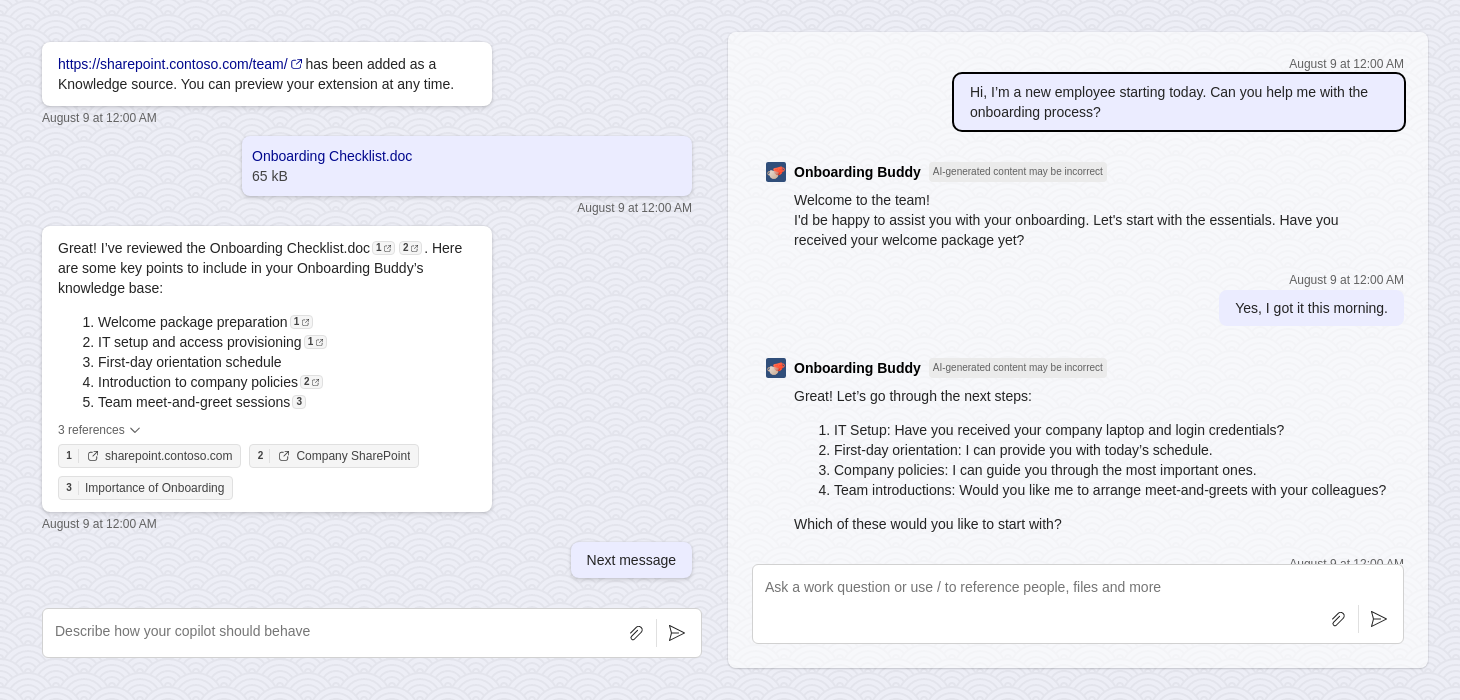 https://sharepoint.contoso.com/team/ has been added as a
Knowledge source. You can preview your extension at any time.
August 9 at 12:00 AM
Onboarding Checklist.doc
65 kB
August 9 at 12:00 AM
Great! I’ve reviewed the Onboarding Checklist.doc 1 2 . Here
are some key points to include in your Onboarding Buddy’s
knowledge base:
1. Welcome package preparation 1
2. IT setup and access provisioning 1
3. First-day orientation schedule
4. Introduction to company policies 2
5. Team meet-and-greet sessions 3
3 references
1 sharepoint.contoso.com 2 Company SharePoint
3 Importance of Onboarding
August 9 at 12:00 AM
Next message
Describe how your copilot should behave
August 9 at 12:00 AM
Hi, I’m a new employee starting today. Can you help me with the
onboarding process?
Onboarding Buddy AI-generated content may be incorrect
Welcome to the team!
I'd be happy to assist you with your onboarding. Let's start with the essentials. Have you
received your welcome package yet?
August 9 at 12:00 AM
Yes, I got it this morning.
Onboarding Buddy AI-generated content may be incorrect
Great! Let’s go through the next steps:
1. IT Setup: Have you received your company laptop and login credentials?
2. First-day orientation: I can provide you with today’s schedule.
3. Company policies: I can guide you through the most important ones.
4. Team introductions: Would you like me to arrange meet-and-greets with your colleagues?
Which of these would you like to start with?
August 9 at 12:00 AM
Ask a work question or use / to reference people, files and more